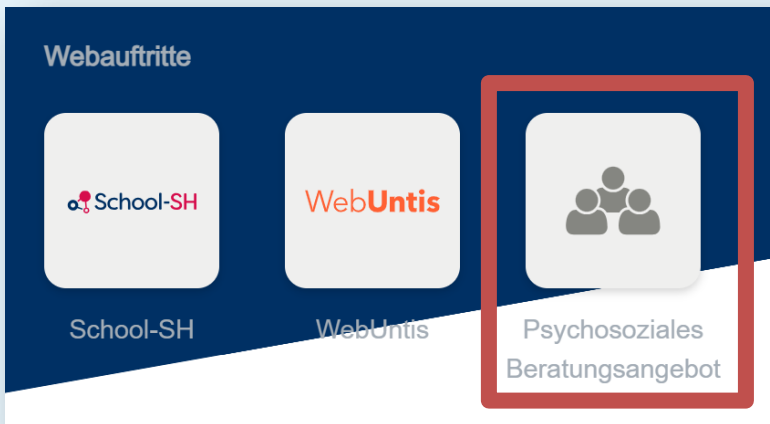 Webauftritte
School-SH
WebUntis
School-SH
WebUntis
Psychosoziales
Beratungsangebot